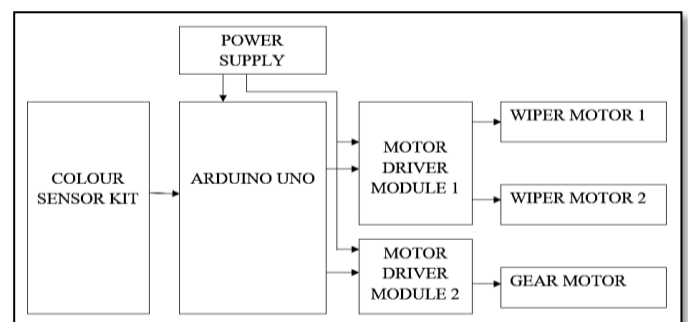 POWER
SUPPLY
COLOUR
SENSOR KIT
ARDUINO UNO
MOTOR
DRIVER
MODULE 1
WIPER MOTOR 1
WIPER MOTOR 2
MOTOR
DRIVER
MODULE 2
GEAR MOTOR